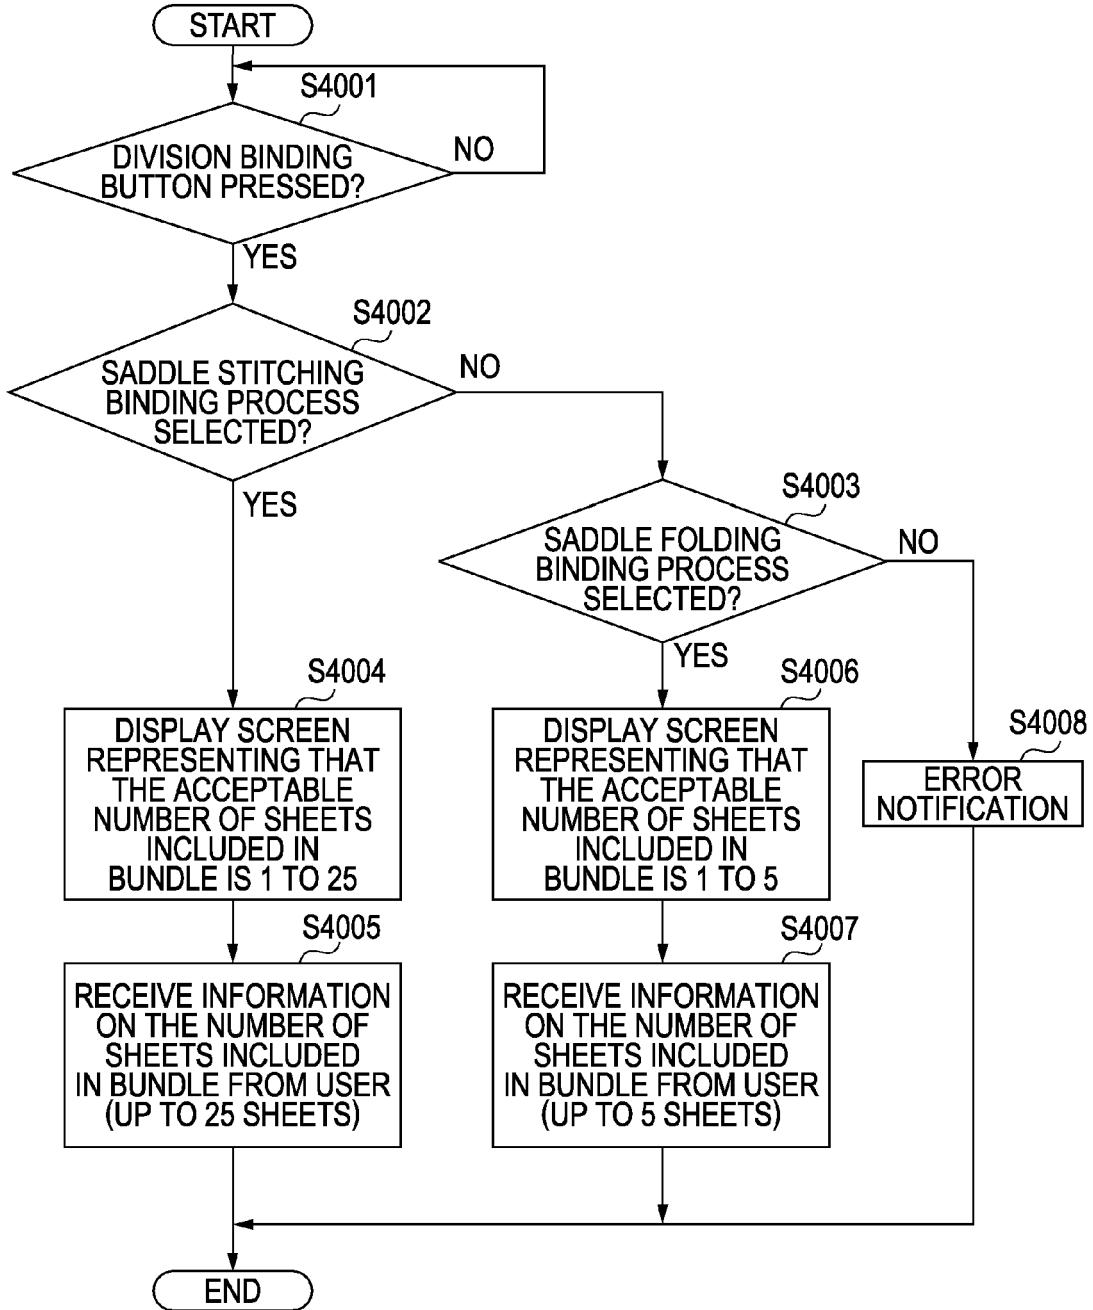 START
S4001
DIVISION BINDING
BUTTON PRESSED?
NO
YES
S4002
SADDLE STITCHING
BINDING PROCESS
SELECTED?
NO
YES
S4003
SADDLE FOLDING
BINDING PROCESS
SELECTED?
NO
YES
S4004
DISPLAY SCREEN
REPRESENTING THAT
THE ACCEPTABLE
NUMBER OF SHEETS
INCLUDED IN
BUNDLE IS 1 TO 25
S4006
DISPLAY SCREEN
REPRESENTING THAT
THE ACCEPTABLE
NUMBER OF SHEETS
INCLUDED IN
BUNDLE IS 1 TO 5
S4008
ERROR
NOTIFICATION
S4005
RECEIVE INFORMATION
ON THE NUMBER OF
SHEETS INCLUDED
IN BUNDLE FROM USER
(UP TO 25 SHEETS)
S4007
RECEIVE INFORMATION
ON THE NUMBER OF
SHEETS INCLUDED
IN BUNDLE FROM USER
(UP TO 5 SHEETS)
END